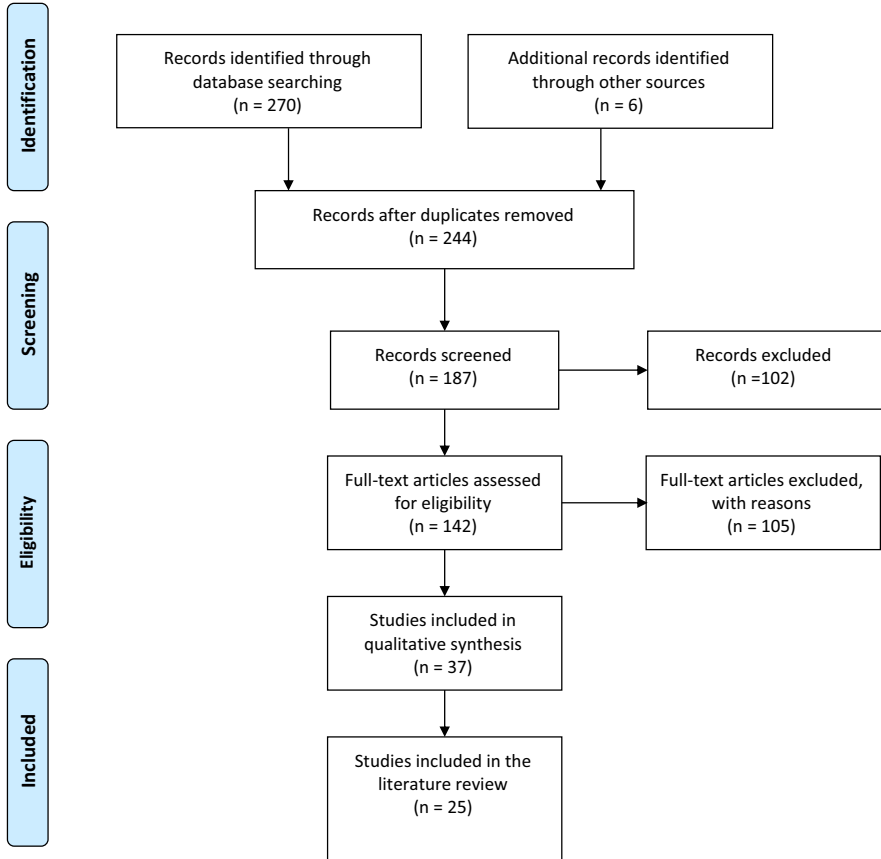 Identification
Records identified through
database searching
(n = 270)
Additional records identified
through other sources
(n = 6)
Records after duplicates removed
(n = 244)
Screening
Records screened
(n = 187)
Records excluded
(n =102)
Eligibility
Full-text articles assessed
for eligibility
(n = 142)
Full-text articles excluded,
with reasons
(n = 105)
Studies included in
qualitative synthesis
(n = 37)
Included
Studies included in the
literature review
(n = 25)